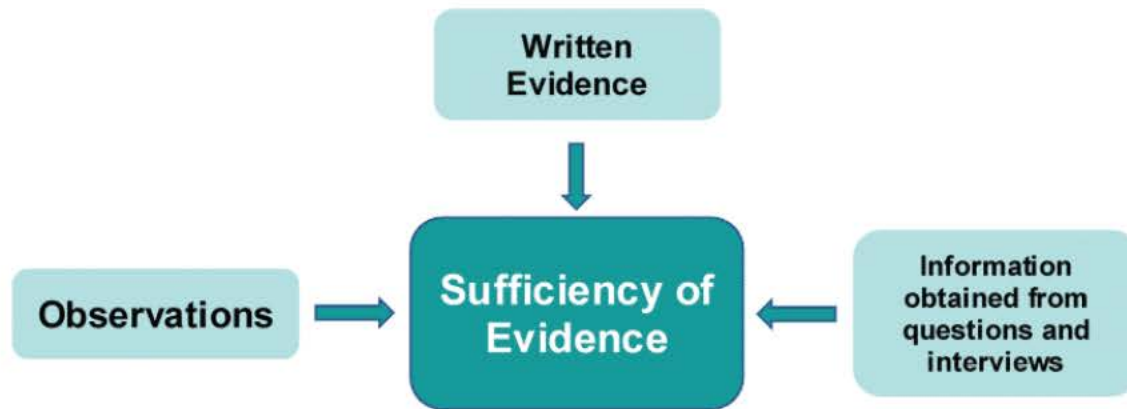 Written
Evidence
Observations
Sufficiency of
Evidence
Information
obtained from
questions and
interviews